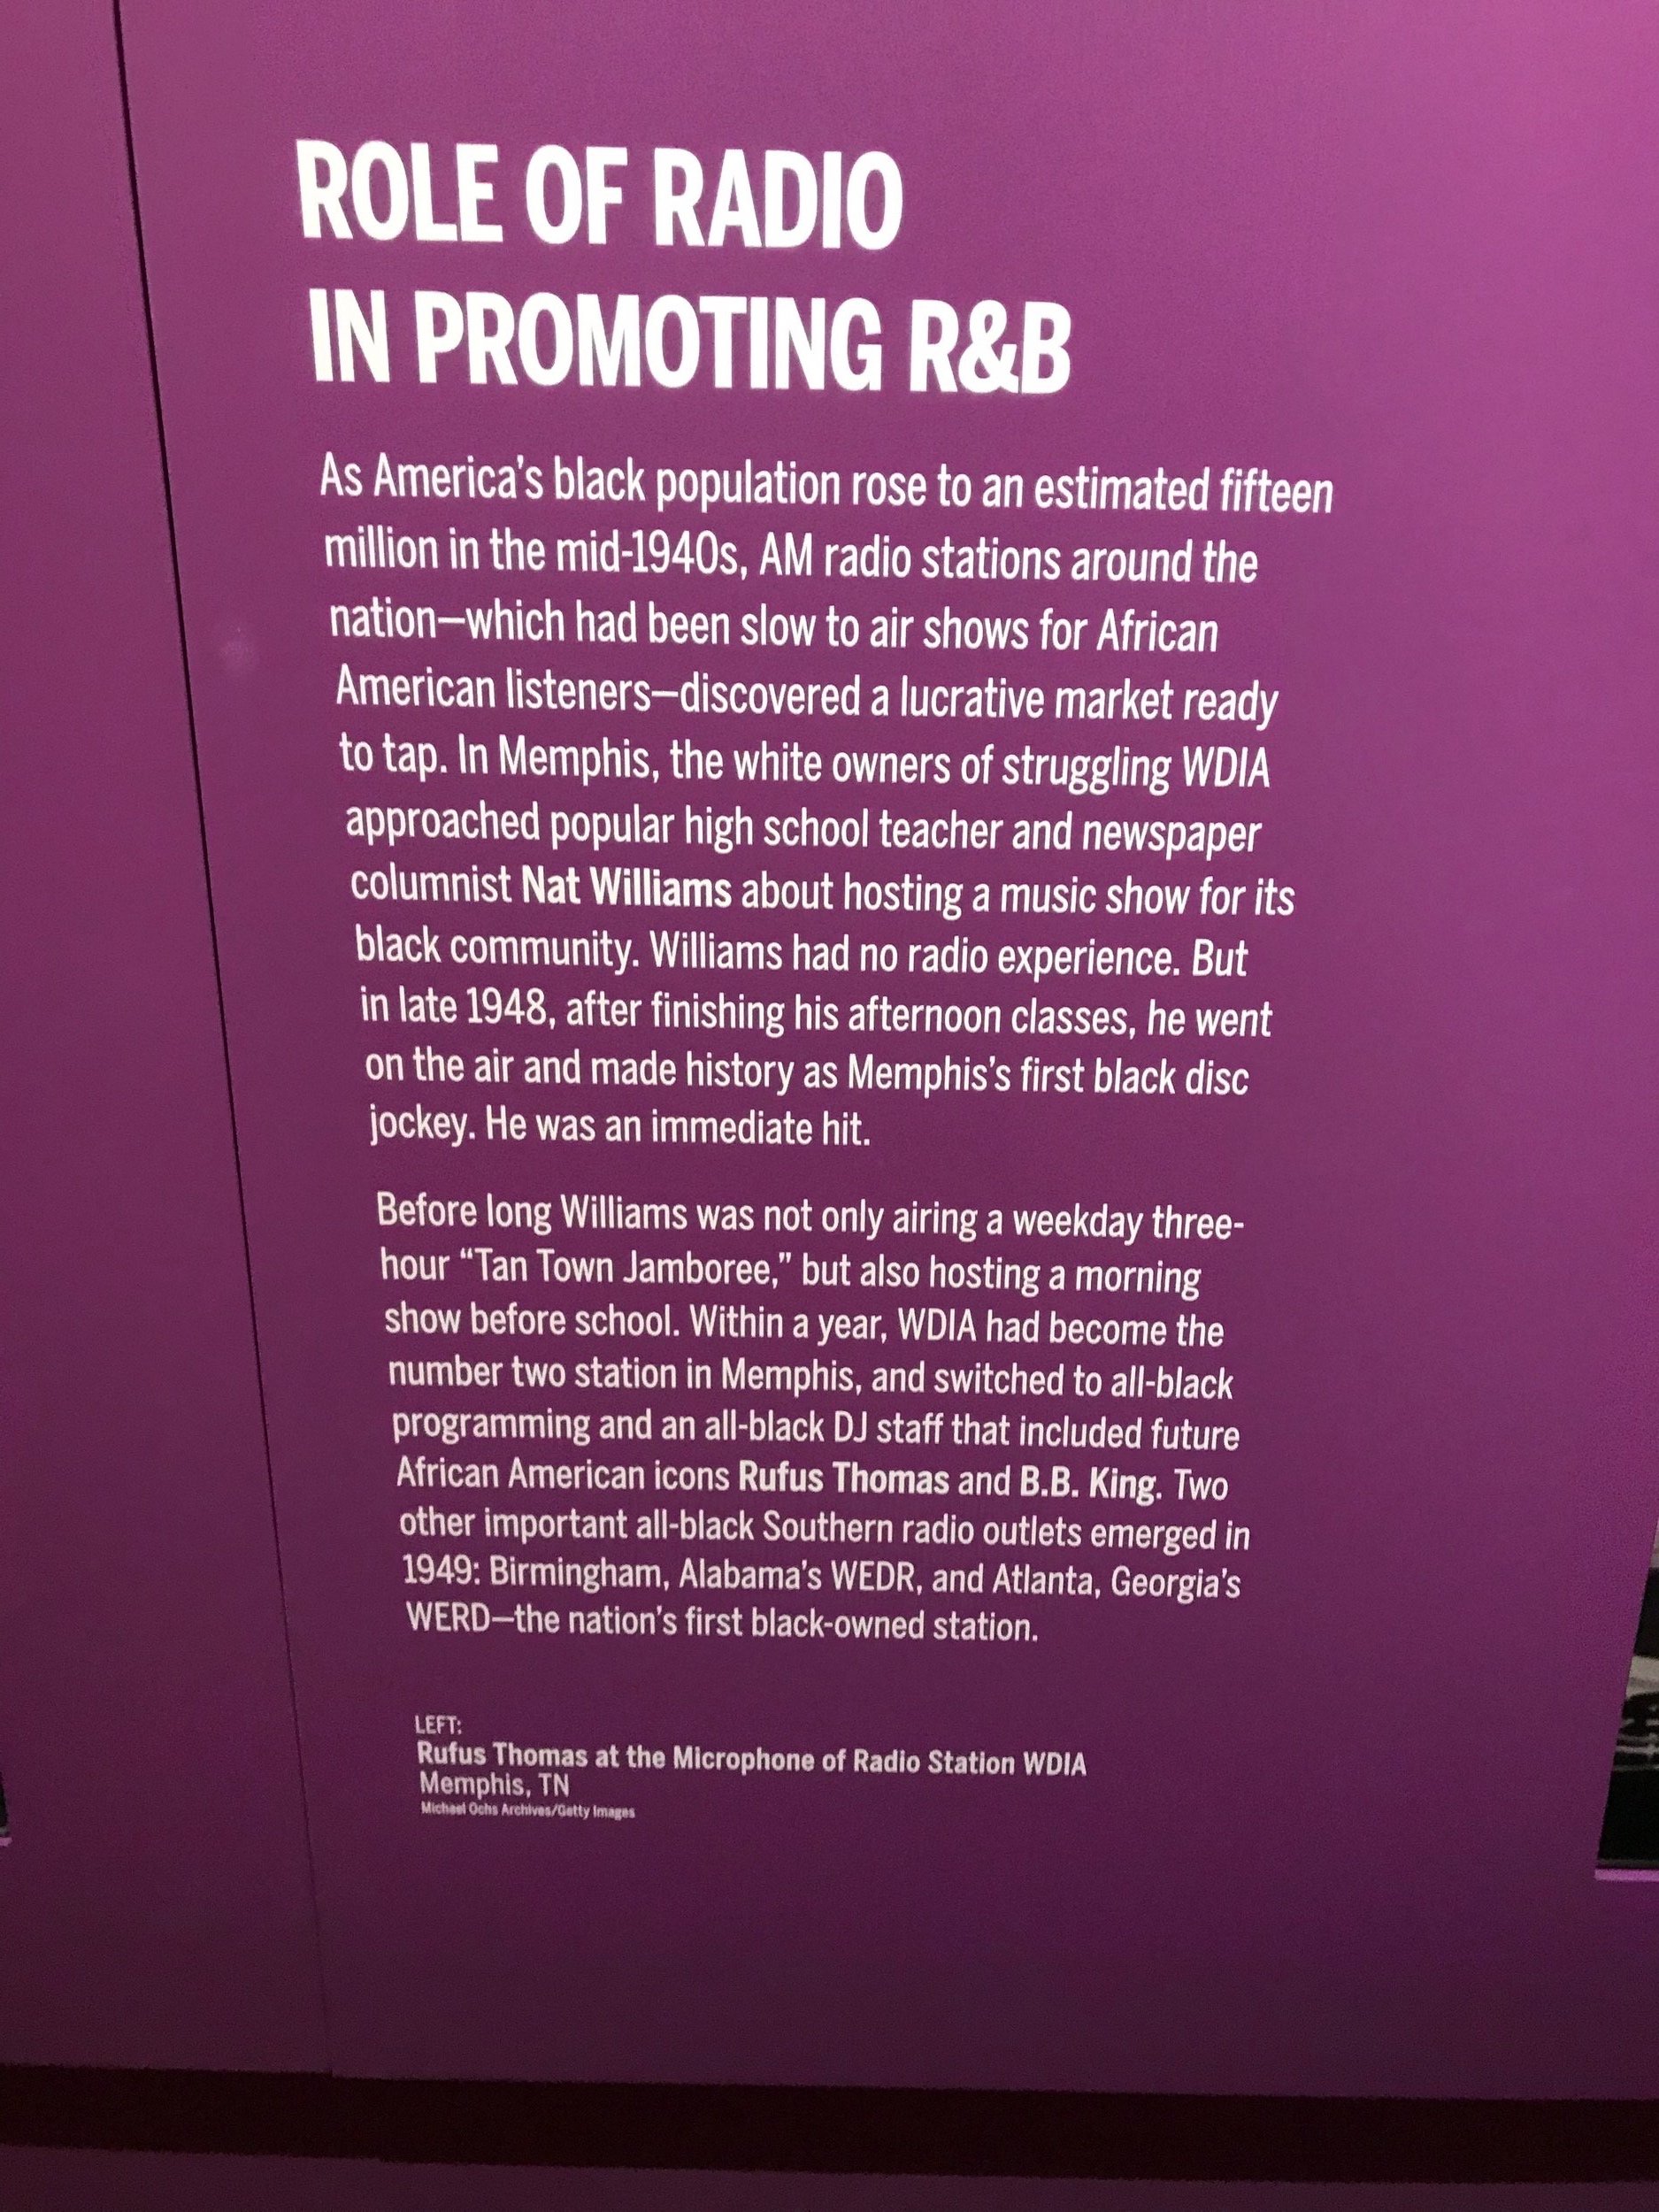 ROLE OF RADIO
IN PROMOTING R&B
As America’s black population rose to an estimated fifteen
million in the mid-1940s, AM radio stations around the
nation—which had been slow to air shows for African
American listeners—discovered a lucrative market ready
to tap. In Memphis, the white owners of struggling WDIA
approached popular high school teacher and newspaper
columnist Nat Williams about hosting a music show for its
black community. Williams had no radio experience. But
in late 1948, after finishing his afternoon classes, he went
on the air and made history as Memphis’s first black disc
jockey. He was an immediate hit.
Before long Williams was not only airing a weekday three-
hour “Tan Town Jamboree,” but also hosting a morning
show before school. Within a year, WDIA had become the
number two station in Memphis, and switched to all-black
programming and an all-black DJ staff that included future
African American icons Rufus Thomas and B.B. King. Two
other important all-black Southern radio outlets emerged in
1949: Birmingham, Alabama’s WEDR, and Atlanta, Georgia’s
WERD—the nation’s first black-owned station.
LEFT:
Rufus Thomas at the Microphone of Radio Station WDIA
Memphis, TN
Michael Ochs Archives/Getty Images